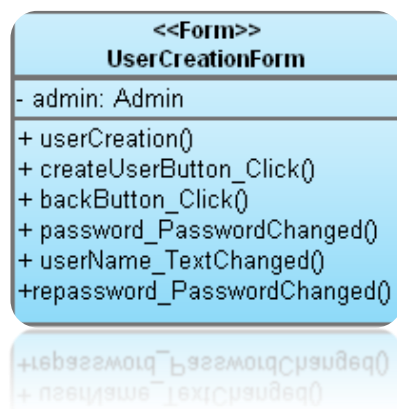 <<Form>>
UserCreationForm
- admin: Admin
+ userCreation()
+ createUserButton_Click()
+ backButton_Click()
+ password_PasswordChanged()
+ userName_TextChanged()
+repassword_PasswordChanged()